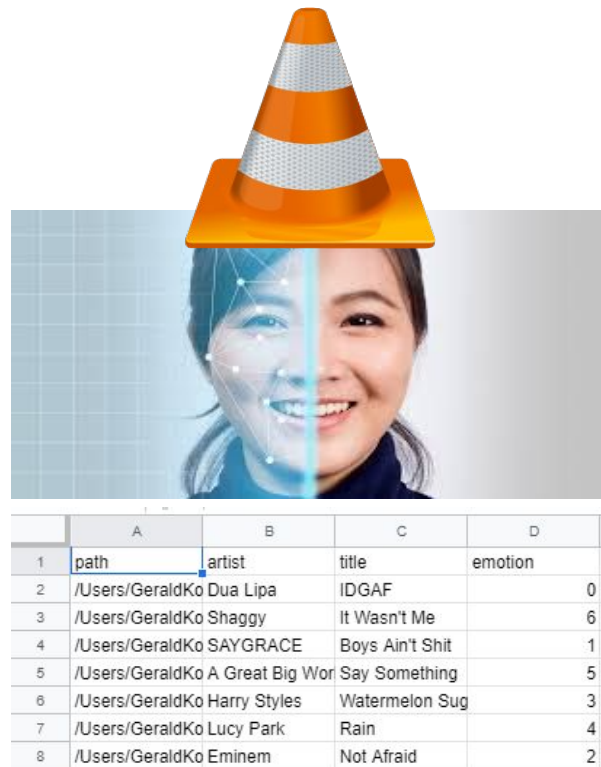 A B C D
1 path artist title emotion
2 /Users/GeraldKo Dua Lipa IDGAF 0
3 /Users/GeraldKo Shaggy It Wasn't Me 6
4 /Users/GeraldKo SAYGRACE Boys Ain't Shit 1
5 /Users/GeraldKo A Great Big Wor Say Something 5
6 /Users/GeraldKo Harry Styles Watermelon Sug 3
7 /Users/GeraldKo Lucy Park Rain 4
8 /Users/GeraldKo Eminem Not Afraid 2